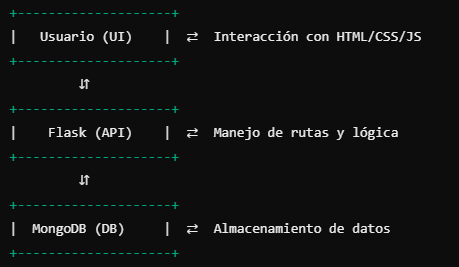 +--------------------+
|   Usuario (UI)    |  ⇄  Interacción con HTML/CSS/JS
+--------------------+
⇵
+--------------------+
|    Flask (API)    |  ⇄  Manejo de rutas y lógica
+--------------------+
⇵
+--------------------+
|  MongoDB (DB)     |  ⇄  Almacenamiento de datos
+--------------------+